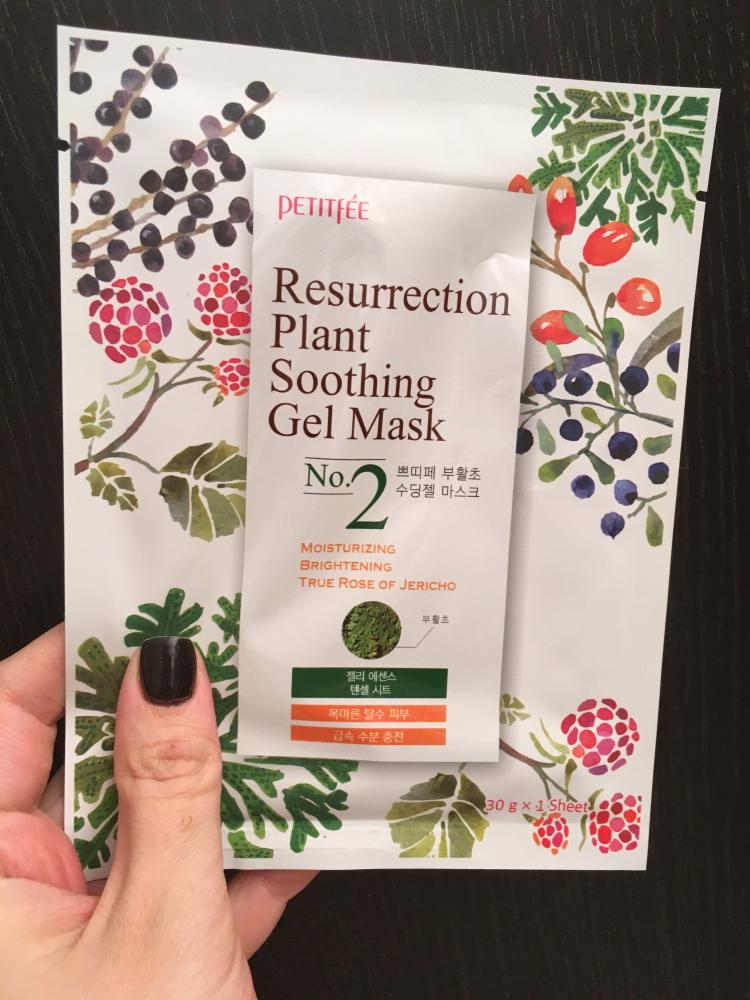 PETITFÉE
Resurrection
Plant
Soothing
Gel Mask
No.2
쁘띠페 부활초
수딩젤 마스크
MOISTURIZING
BRIGHTENING
TRUE ROSE OF JERICHO
부활초
젤리 에센스
텐셀 시트
목마른 탈수 피부
급속 수분 충전
30 g × 1 Sheet